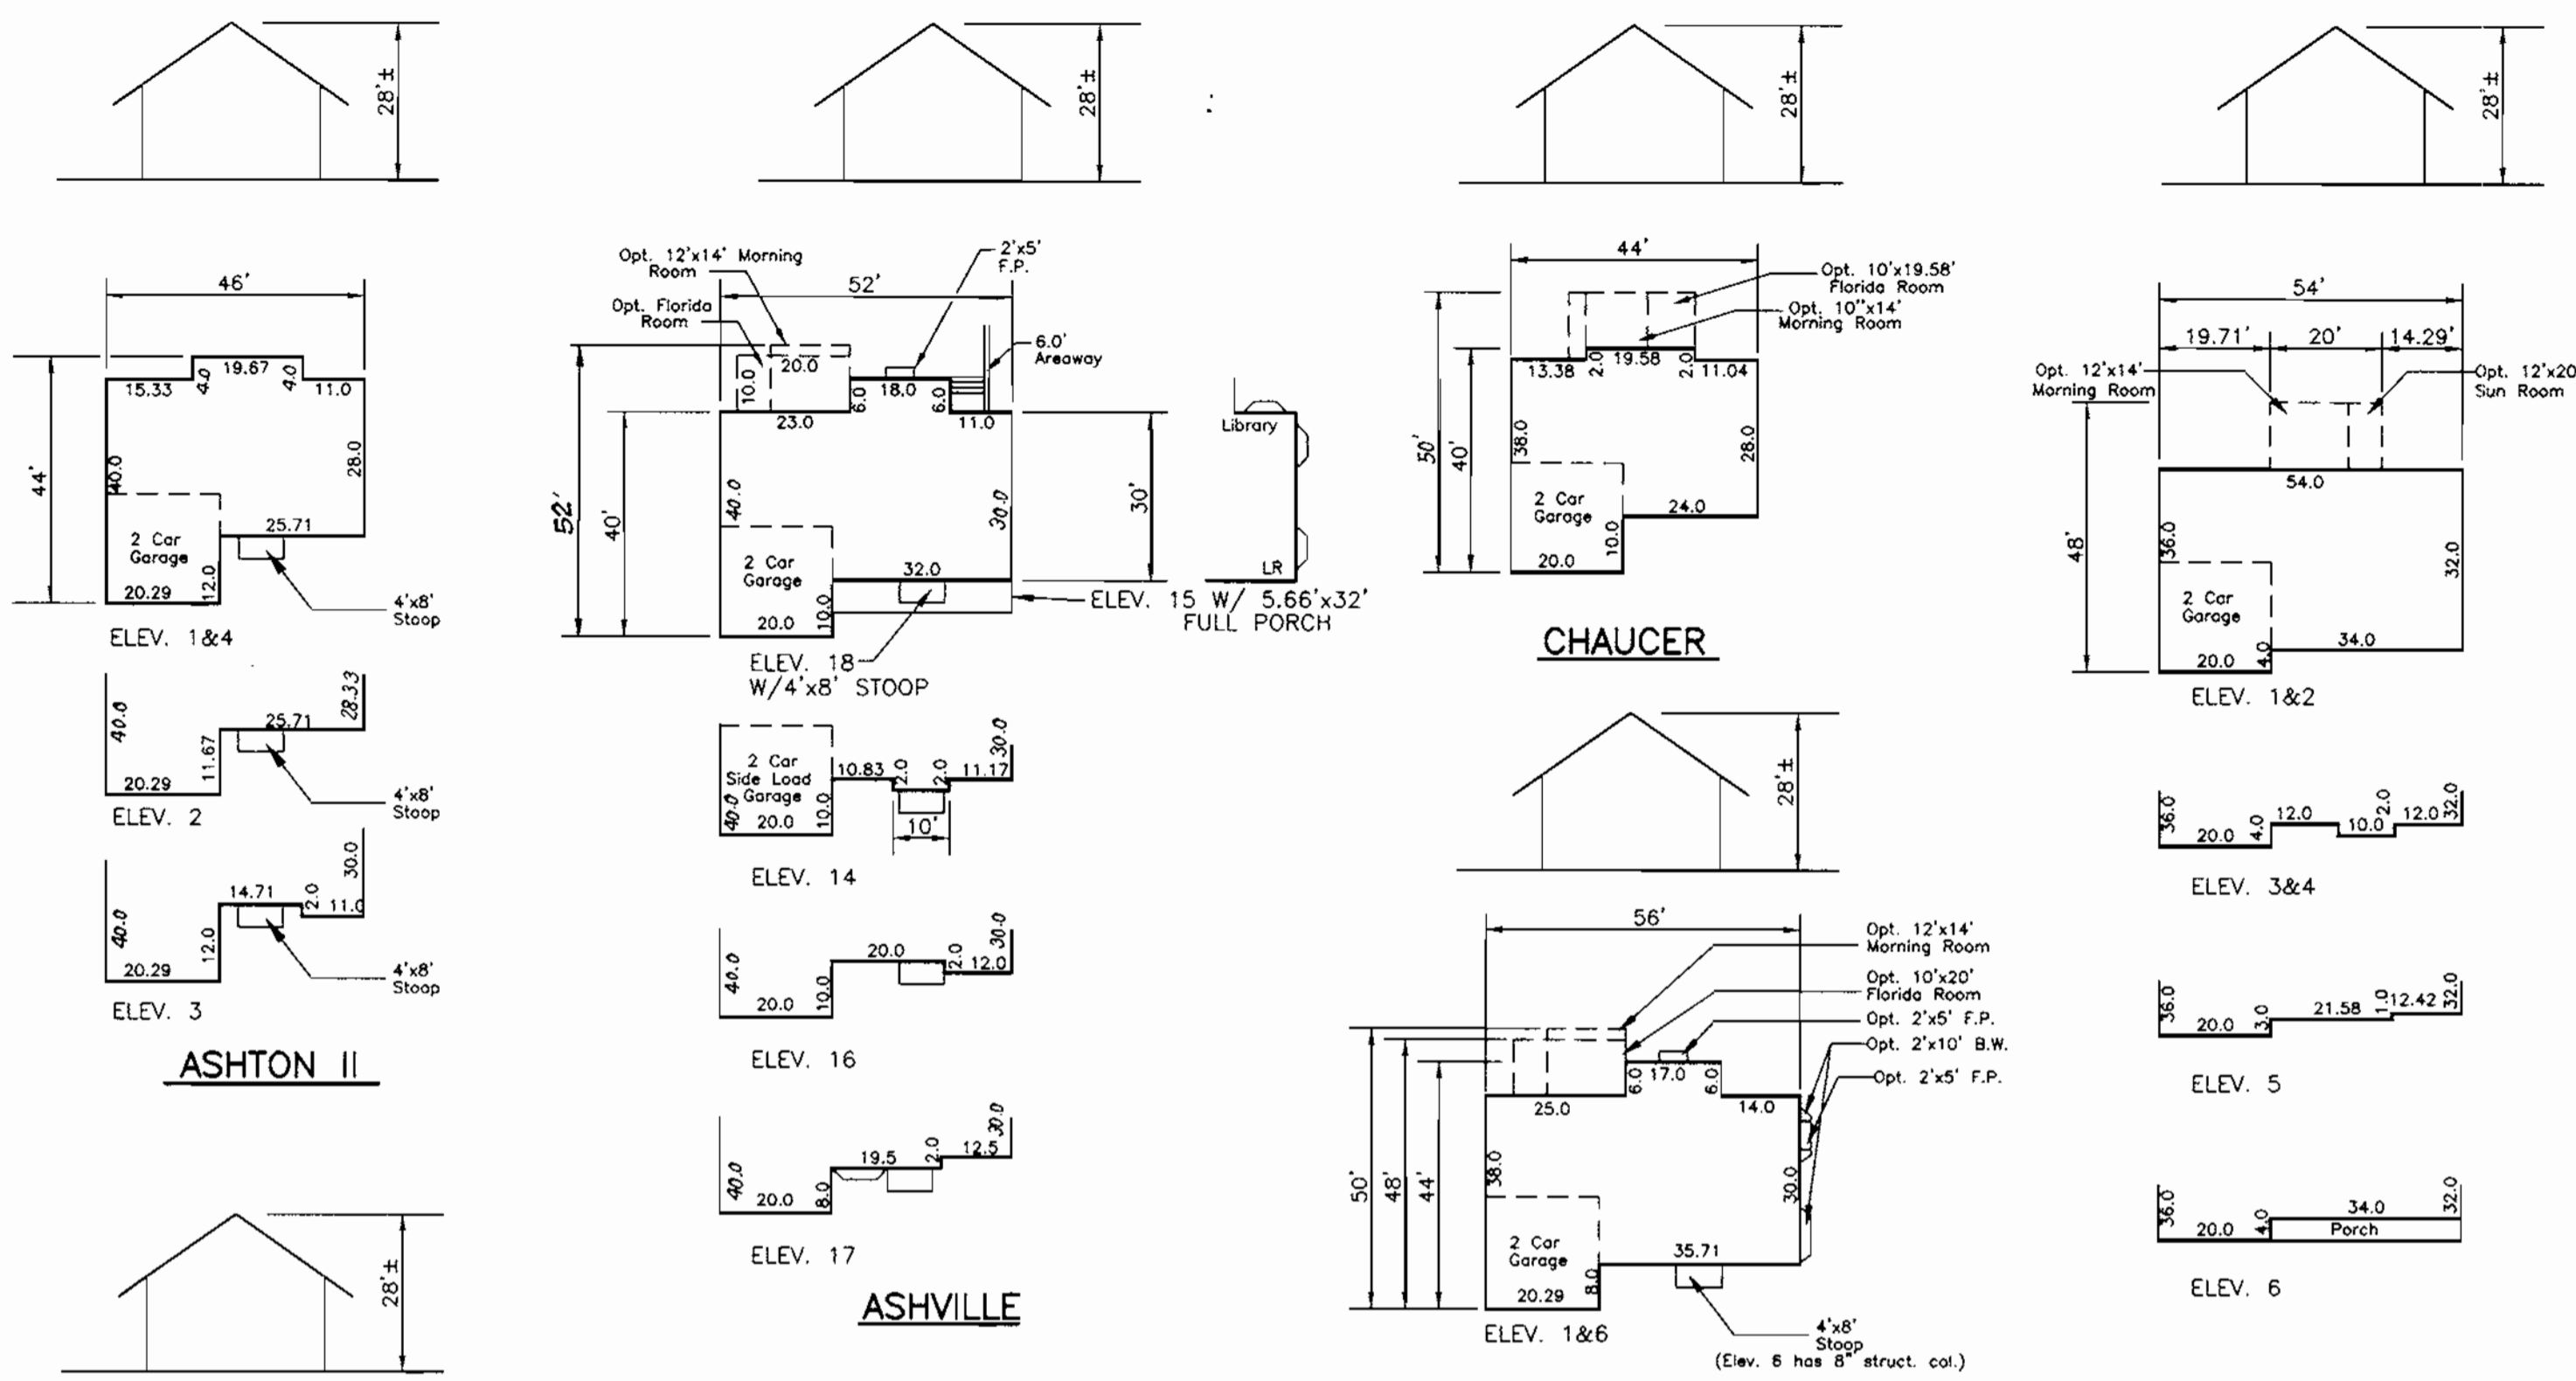 28'±
46'
19.67
4.0
4.0
15.33
11.0
40.0
28.0
44'
2 Car
Garage
25.71
20.29
12.0
4'x8'
Stoop
ELEV. 1&4
40.0
28.33
25.71
11.67
20.29
4'x8'
Stoop
ELEV. 2
40.0
30.0
14.71
2.0
11.0
12.0
20.29
4'x8'
Stoop
ELEV. 3
ASHTON II
28'±
28'±
Opt. 12'x14' Morning
Room
2'x5'
F.P.
52'
Opt. Florida
Room
6.0'
Areaway
20.0
10.0
18.0
6.0
6.0
23.0
11.0
52'
40'
40.0
30.0
30'
2 Car
Garage
32.0
20.0
10.0
Library
LR
ELEV. 15 W/ 5.66'x32'
FULL PORCH
ELEV. 18
W/4'x8' STOOP
2 Car
Side Load
Garage
40.0
20.0
10.0
10.83
2.0
2.0
11.17
30.0
10'
ELEV. 14
40.0
20.0
10.0
20.0
2.0
12.0
30.0
ELEV. 16
40.0
20.0
8.0
19.5
2.0
12.5
30.0
ELEV. 17
ASHVILLE
28'±
44'
Opt. 10'x19.58'
Florida Room
Opt. 10"x14'
Morning Room
13.38
2.0
19.58
2.0
11.04
50'
40'
38.0
28.0
2 Car
Garage
24.0
20.0
10.0
CHAUCER
28'±
56'
Opt. 12'x14'
Morning Room
Opt. 10'x20'
Florida Room
Opt. 2'x5' F.P.
Opt. 2'x10' B.W.
Opt. 2'x5' F.P.
6.0
17.0
6.0
25.0
14.0
50'
48'
44'
38.0
30.0
2 Car
Garage
35.71
20.29
8.0
ELEV. 1&6
4'x8'
Stoop
(Elev. 6 has 8" struct. col.)
28'±
54'
19.71'
20'
14.29'
Opt. 12'x14'
Morning Room
Opt. 12'x20
Sun Room
48'
54.0
36.0
32.0
2 Car
Garage
34.0
20.0
4.0
ELEV. 1&2
36.0
20.0
4.0
12.0
10.0
2.0
12.0
32.0
ELEV. 3&4
36.0
20.0
3.0
21.58
1.0
12.42
32.0
ELEV. 5
36.0
20.0
4.0
34.0
32.0
Porch
ELEV. 6